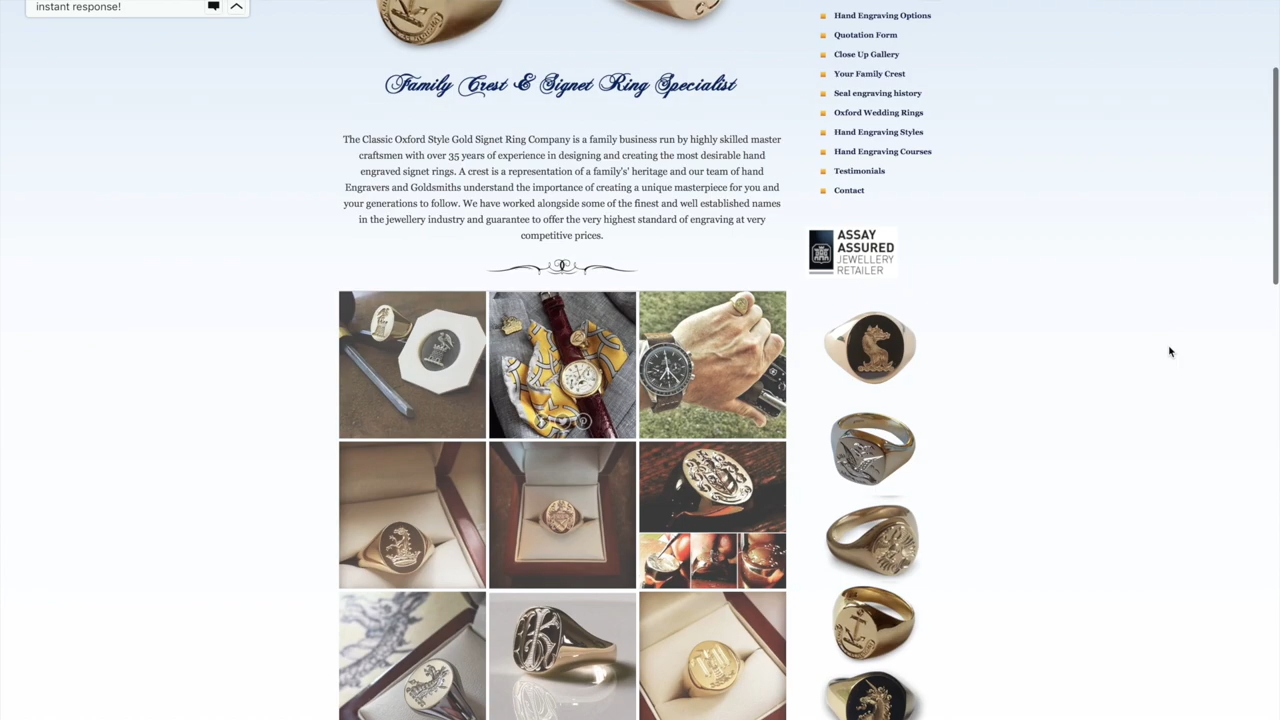 instant response!
Family Crest & Signet Ring Specialist
The Classic Oxford Style Gold Signet Ring Company is a family business run by highly skilled master
craftsmen with over 35 years of experience in designing and creating the most desirable hand
engraved signet rings. A crest is a representation of a family's' heritage and our team of hand
Engravers and Goldsmiths understand the importance of creating a unique masterpiece for you and
your generations to follow. We have worked alongside some of the finest and well established names
in the jewellery industry and guarantee to offer the very highest standard of engraving at very
competitive prices.
Hand Engraving Options
Quotation Form
Close Up Gallery
Your Family Crest
Seal engraving history
Oxford Wedding Rings
Hand Engraving Styles
Hand Engraving Courses
Testimonials
Contact
ASSAY
ASSURED
JEWELLERY
RETAILER